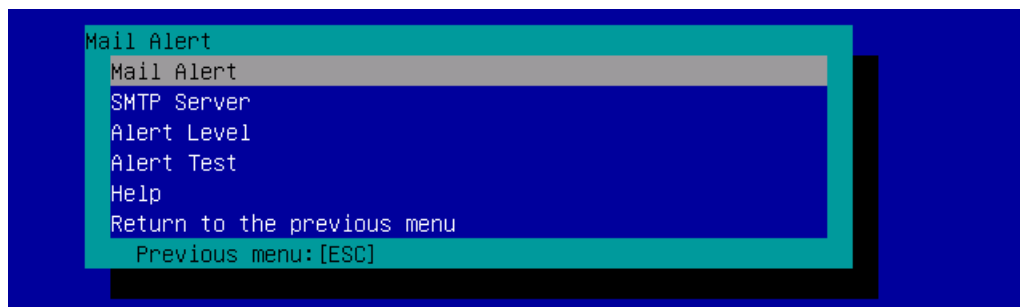 Mail Alert
Mail Alert
SMTP Server
Alert Level
Alert Test
Help
Return to the previous menu
Previous menu:[ESC]